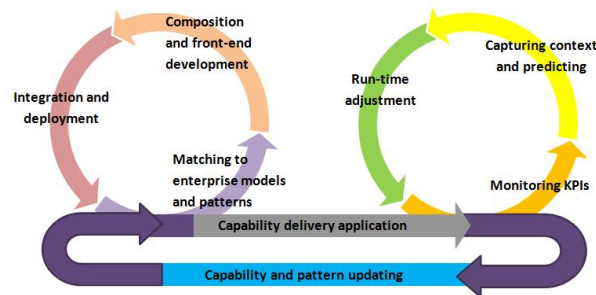 Composition
and front-end
development
Integration and
deployment
Matching to
enterprise models
and patterns
Capturing context
and predicting
Run-time
adjustment
Monitoring KPIs
Capability delivery application
Capability and pattern updating